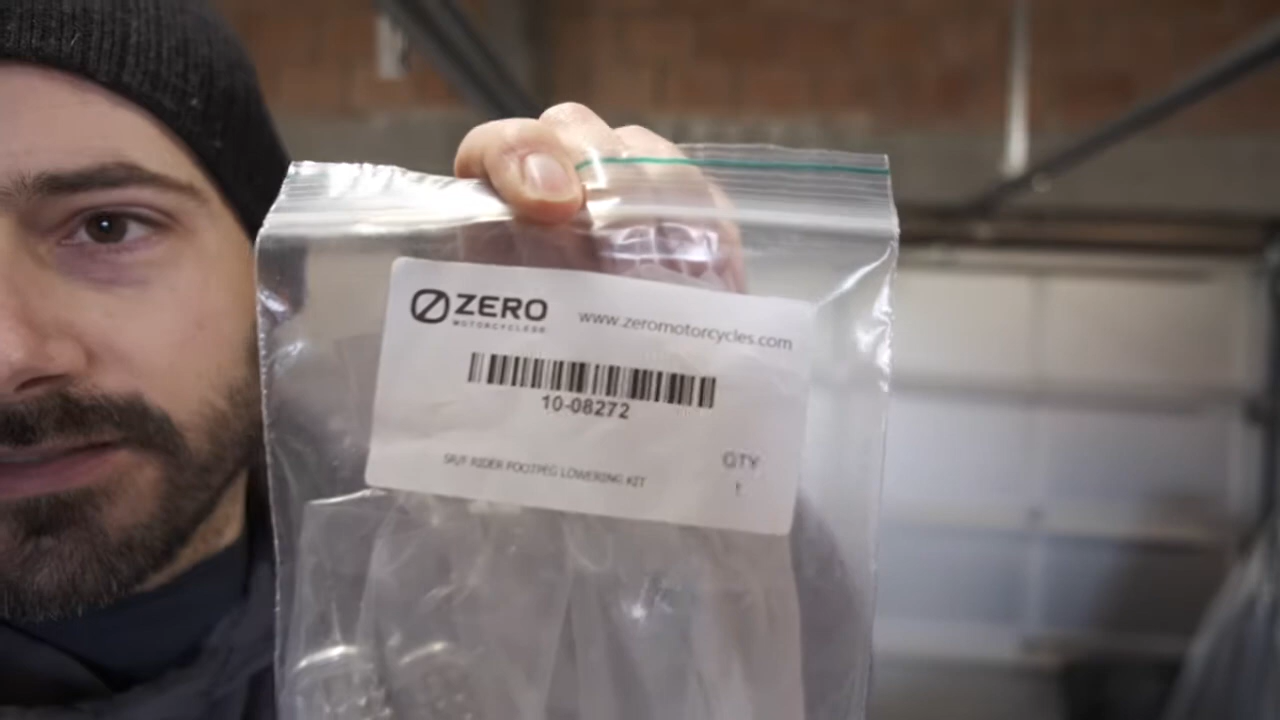 ZERO
MOTORCYCLES®
www.zeromotorcycles.com
10-08272
SR/F RIDER FOOTPEG LOWERING KIT
QTY
1